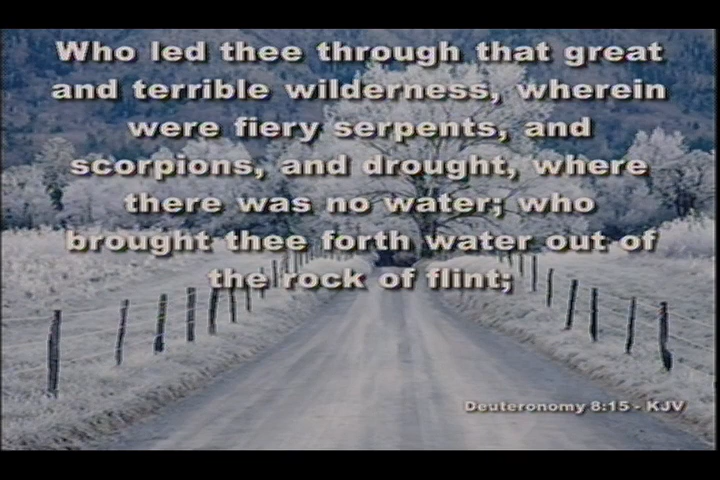 Who led thee through that great
and terrible wilderness, wherein
were fiery serpents, and
scorpions, and drought, where
there was no water; who
brought thee forth water out of
the rock of flint;
Deuteronomy 8:15 - KJV